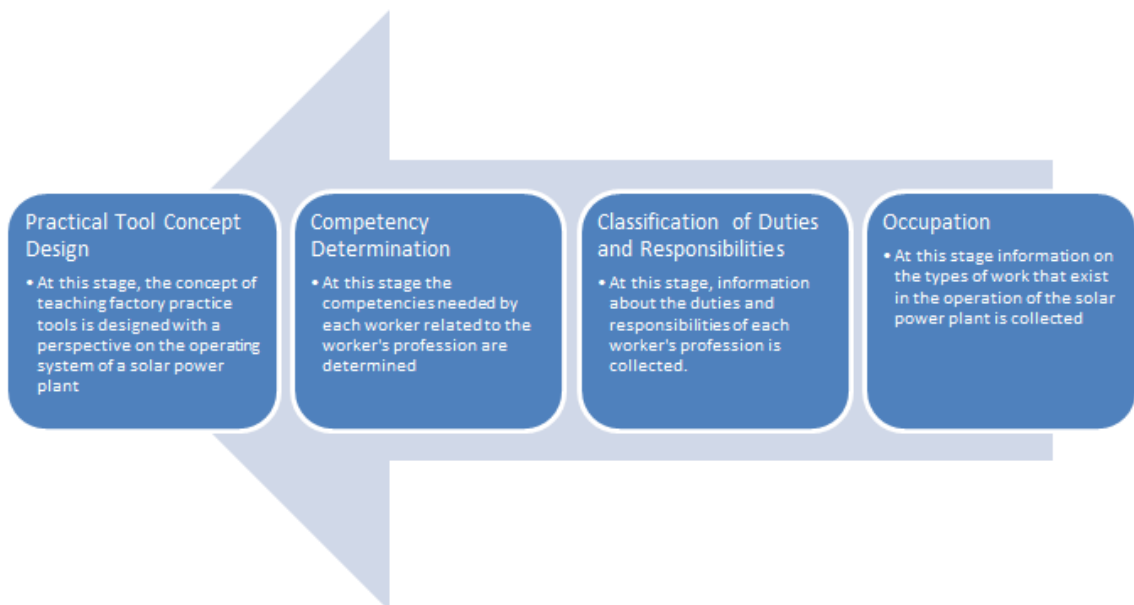 Practical Tool Concept
Design
• At this stage, the concept of
teaching factory practice
tools is designed with a
perspective on the operating
system of a solar power
plant
Competency
Determination
• At this stage the
competencies needed by
each worker related to the
worker's profession are
determined
Classification of Duties
and Responsibilities
• At this stage, information
about the duties and
responsibilities of each
worker's profession is
collected.
Occupation
• At this stage information on
the types of work that exist
in the operation of the solar
power plant is collected